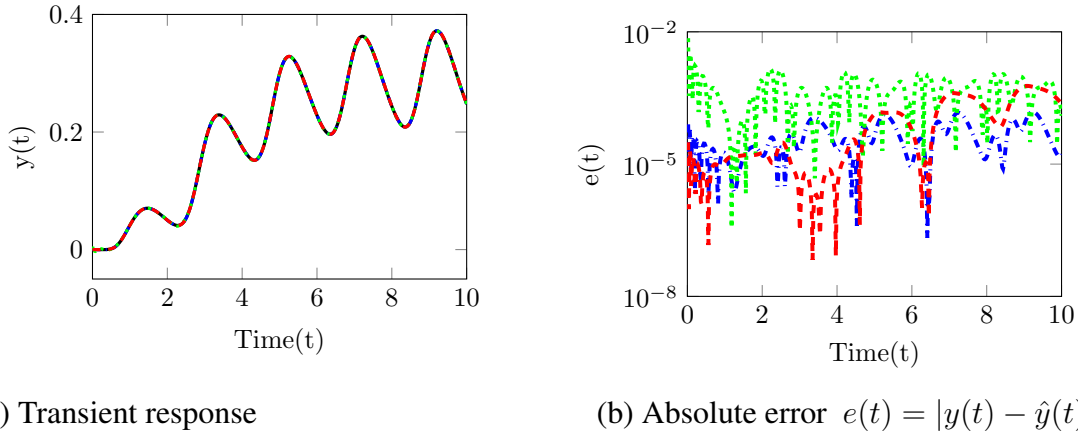 0.4
0.2
0
y(t)
0 2 4 6 8 10
Time(t)
) Transient response
10^{-2}
10^{-5}
10^{-8}
e(t)
0 2 4 6 8 10
Time(t)
(b) Absolute error e(t) = |y(t) − ŷ(t)